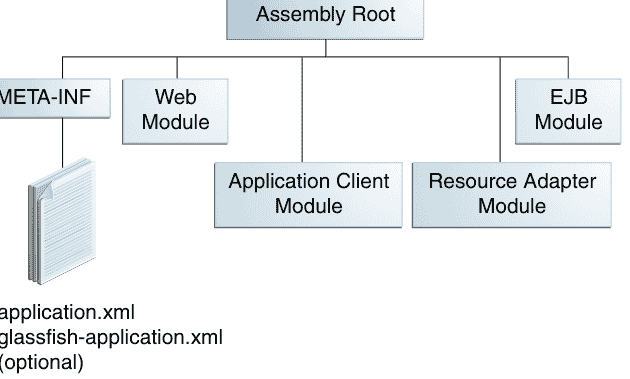 Assembly Root
META-INF
Web
Module
EJB
Module
Application Client
Module
Resource Adapter
Module
application.xml
glassfish-application.xml
(optional)